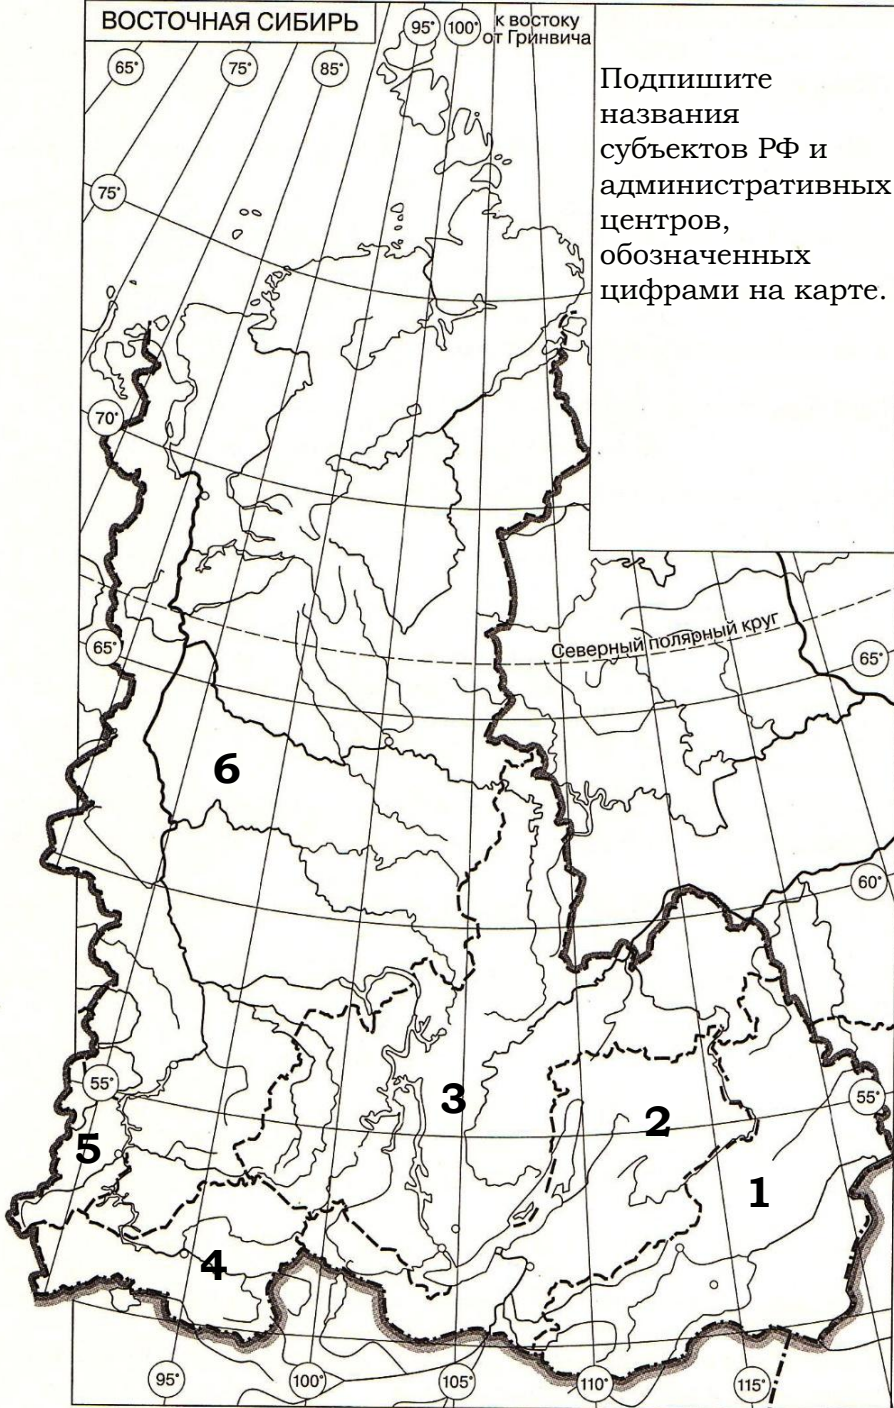 ВОСТОЧНАЯ СИБИРЬ
95°
100°
к востоку
от Гринвича
65°
75°
85°
Подпишите
названия
субъектов РФ и
административных
центров,
обозначенных
цифрами на карте.
75°
70°
65°
Северный полярный круг
65°
6
60°
55°
3
2
55°
5
1
4
95°
100°
105°
110°
115°